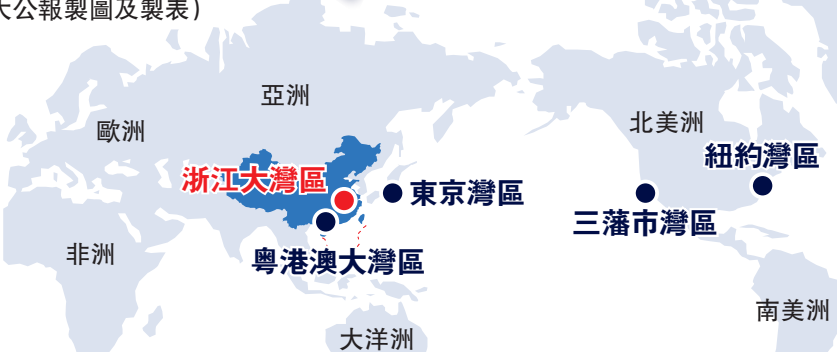 大公報製圖及製表）
亞洲
歐洲
北美洲
紐約灣區
浙江大灣區
東京灣區
三藩市灣區
非洲
粵港澳大灣區
南美洲
大洋洲